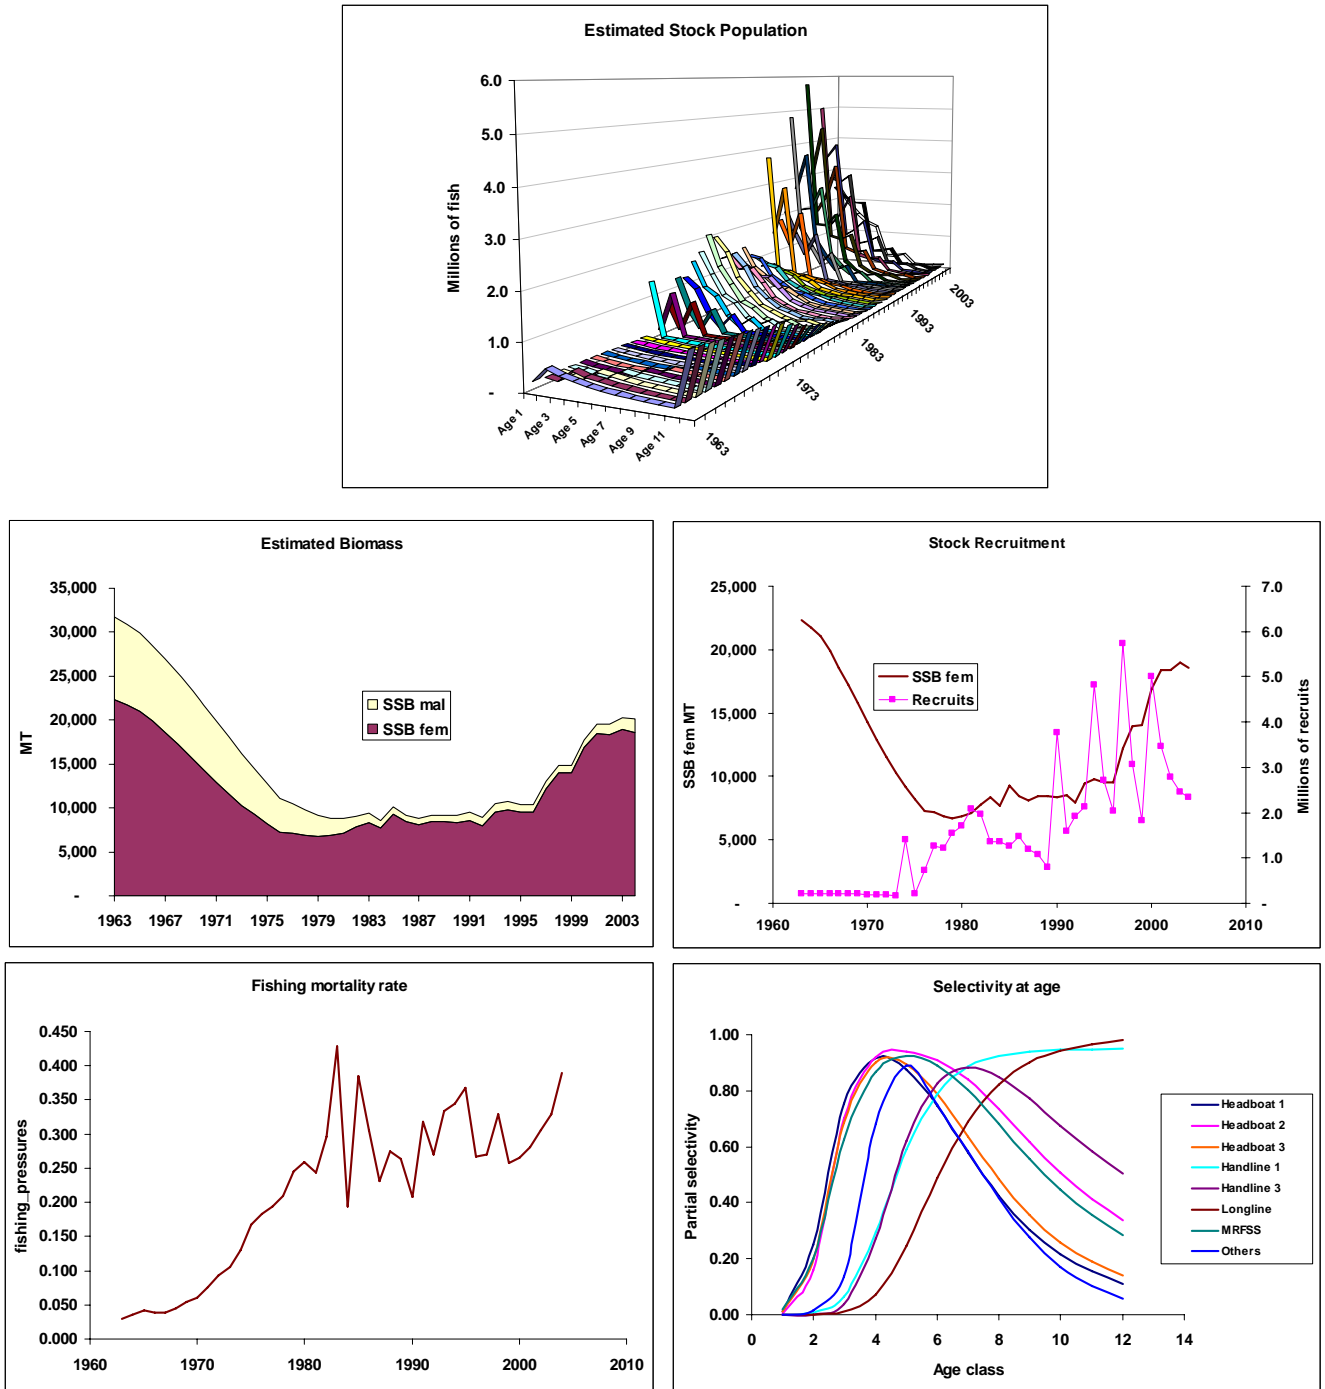 Estimated Stock Population
6.0
5.0
4.0
3.0
2.0
1.0
-
Millions of fish
Age 1
Age 3
Age 5
Age 7
Age 9
Age 11
1963
1973
1983
1993
2003
Estimated Biomass
MT
35,000
30,000
25,000
20,000
15,000
10,000
5,000
-
SSB mal
SSB fem
1963 1967 1971 1975 1979 1983 1987 1991 1995 1999 2003
Stock Recruitment
SSB fem MT
25,000
20,000
15,000
10,000
5,000
-
SSB fem
Recruits
7.0
6.0
5.0
4.0
3.0
2.0
1.0
-
Millions of recruits
1960 1970 1980 1990 2000 2010
Fishing mortality rate
fishing_pressures
0.450
0.400
0.350
0.300
0.250
0.200
0.150
0.100
0.050
0.000
1960 1970 1980 1990 2000 2010
Selectivity at age
Partial selectivity
1.00
0.80
0.60
0.40
0.20
0.00
0 2 4 6 8 10 12 14
Age class
Headboat 1
Headboat 2
Headboat 3
Handline 1
Handline 3
Longline
MRFSS
Others